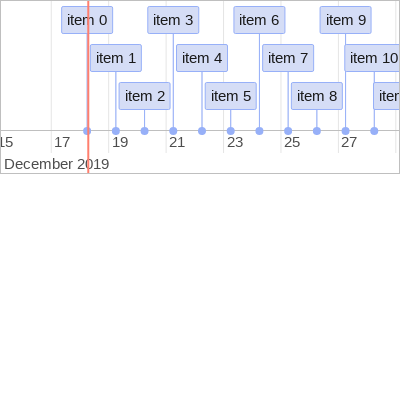 item 0 item 3 item 6 item 9
item 1 item 4 item 7 item 10
item 2 item 5 item 8
15 17 19 21 23 25 27
December 2019